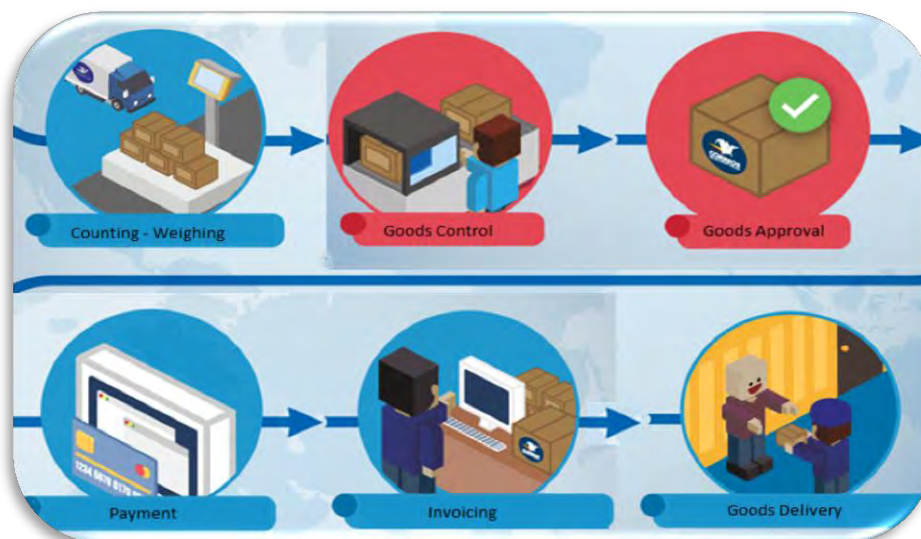 Counting - Weighing
Goods Control
Goods Approval
Payment
Invoicing
Goods Delivery